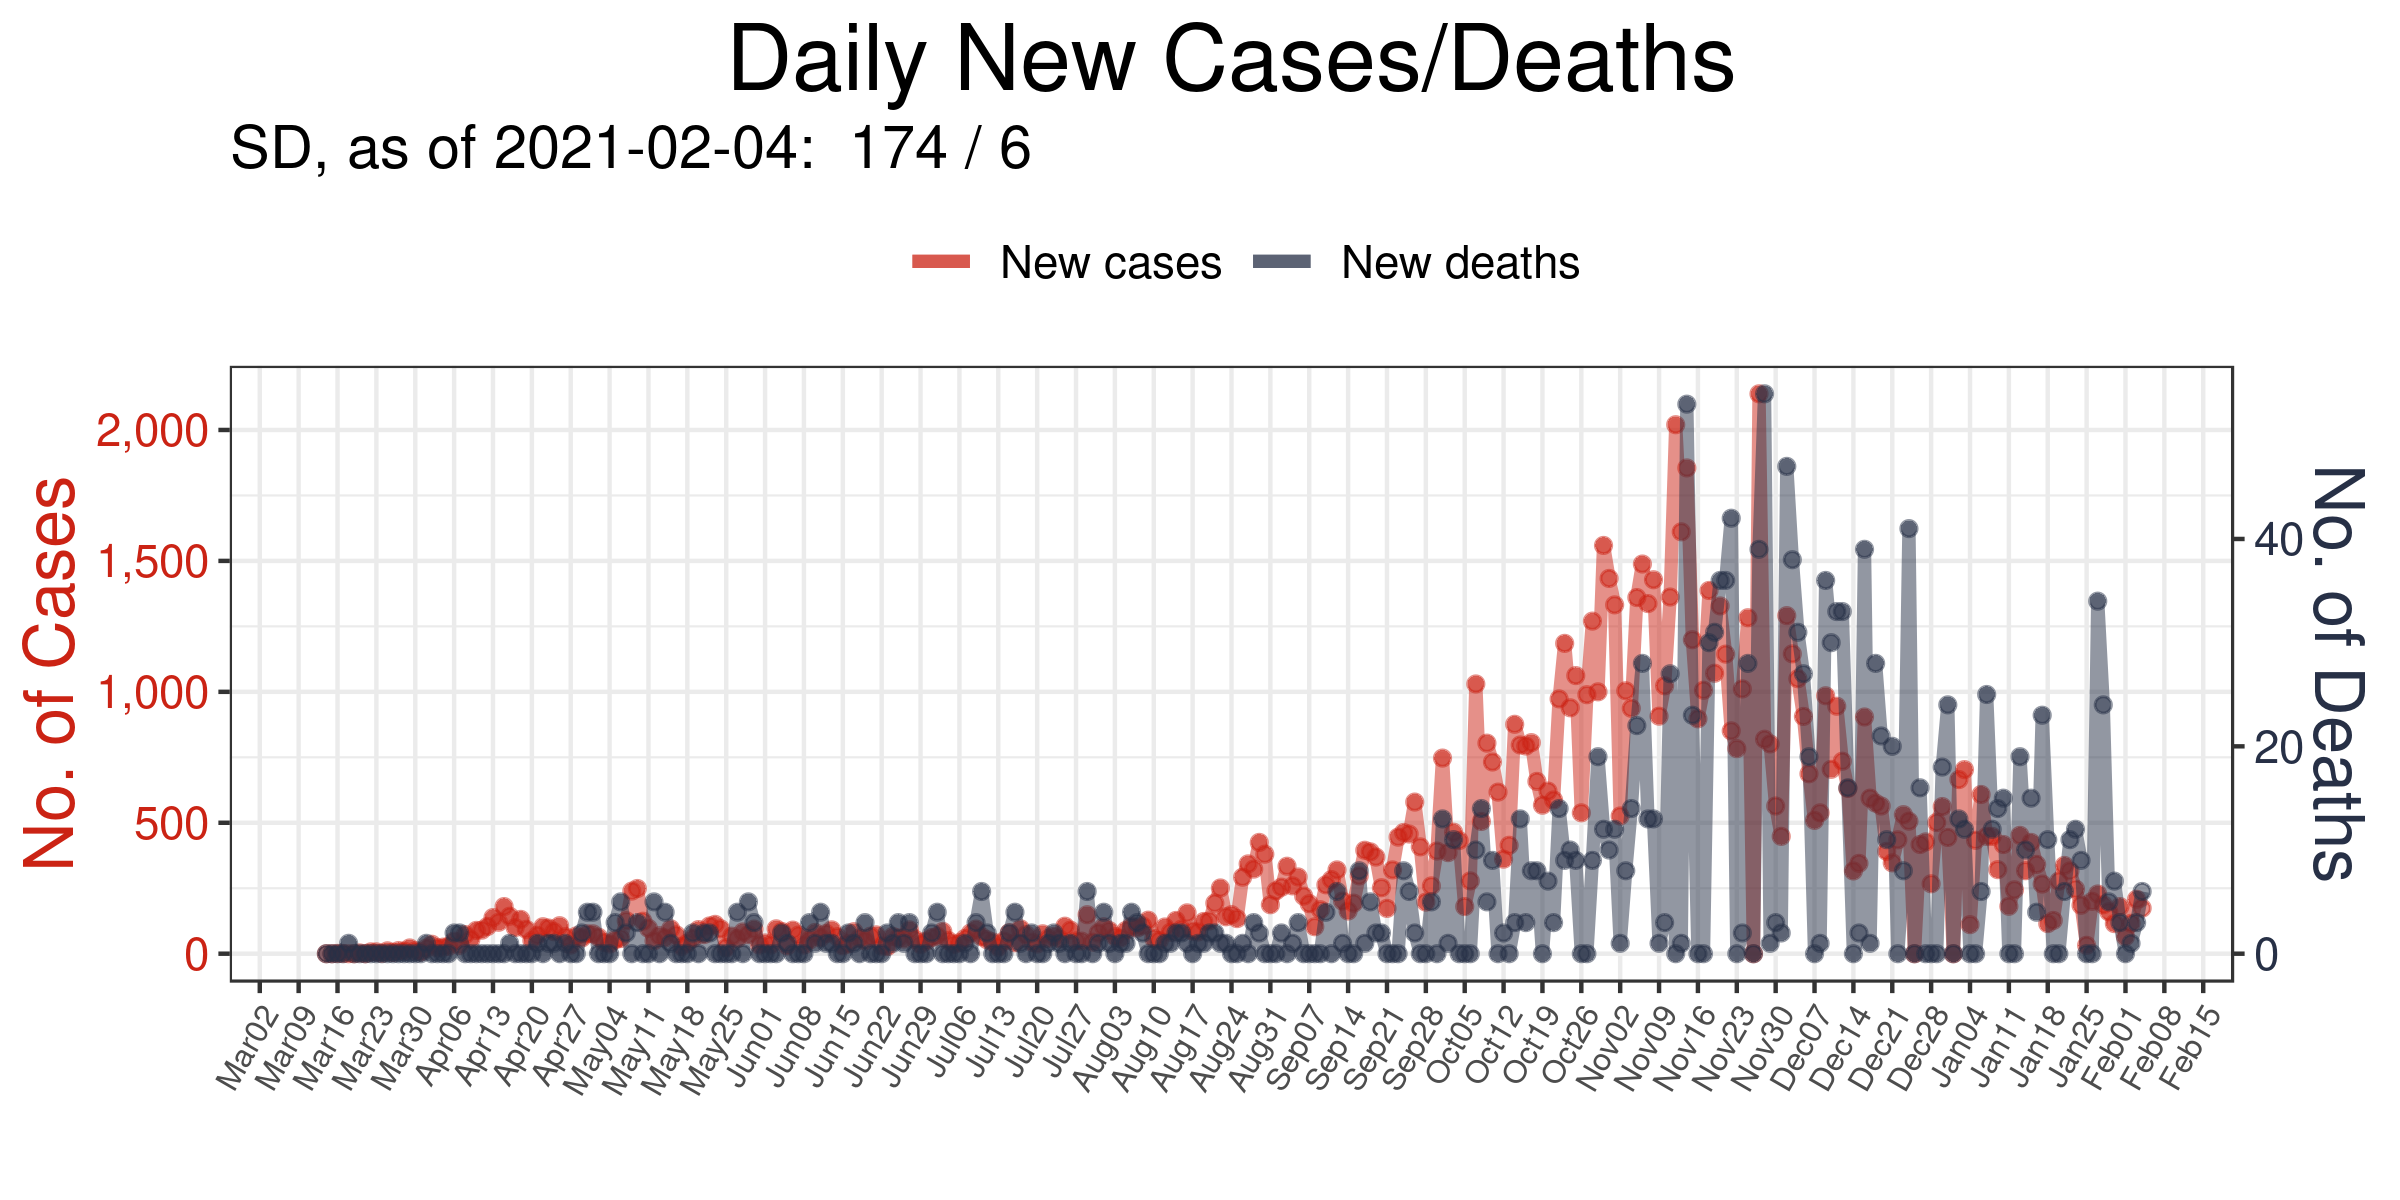 Daily New Cases/Deaths
SD, as of 2021-02-04:  174 / 6
New cases
New deaths
No. of Cases
2,000
1,500
1,000
500
0
40
20
0
No. of Deaths
Mar02
Mar09
Mar16
Mar23
Mar30
Apr06
Apr13
Apr20
Apr27
May04
May11
May18
May25
Jun01
Jun08
Jun15
Jun22
Jun29
Jul06
Jul13
Jul20
Jul27
Aug03
Aug10
Aug17
Aug24
Aug31
Sep07
Sep14
Sep21
Sep28
Oct05
Oct12
Oct19
Oct26
Nov02
Nov09
Nov16
Nov23
Nov30
Dec07
Dec14
Dec21
Dec28
Jan04
Jan11
Jan18
Jan25
Feb01
Feb08
Feb15